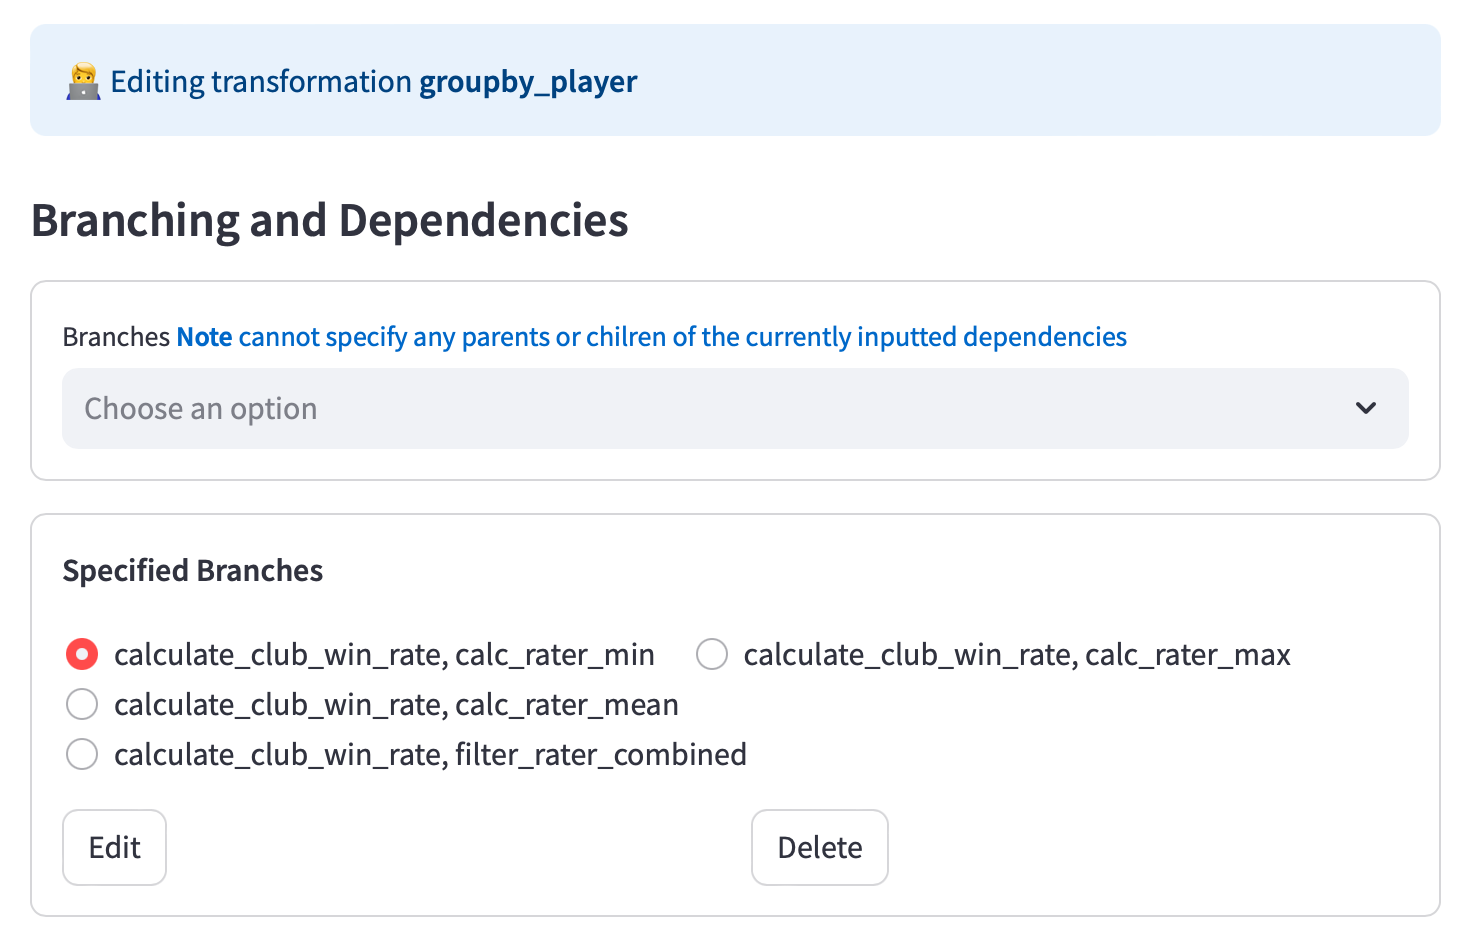 Editing transformation groupby_player
Branching and Dependencies
Branches Note cannot specify any parents or chilren of the currently inputted dependencies
Choose an option
Specified Branches
calculate_club_win_rate, calc_rater_min
calculate_club_win_rate, calc_rater_max
calculate_club_win_rate, calc_rater_mean
calculate_club_win_rate, filter_rater_combined
Edit
Delete